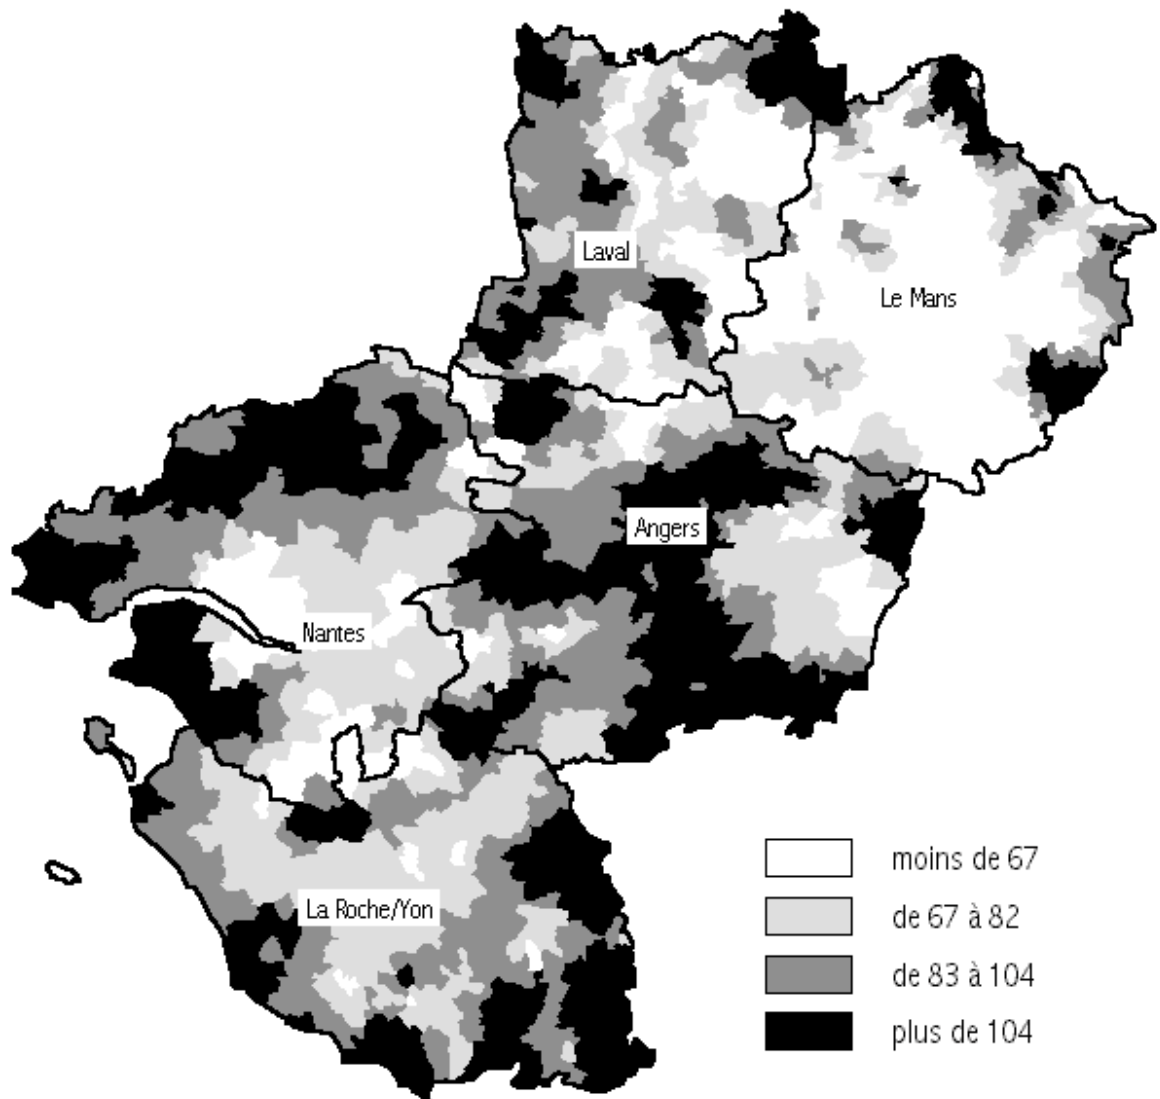 Laval
Le Mans
Angers
Nantes
La Roche/Yon
moins de 67
de 67 à 82
de 83 à 104
plus de 104